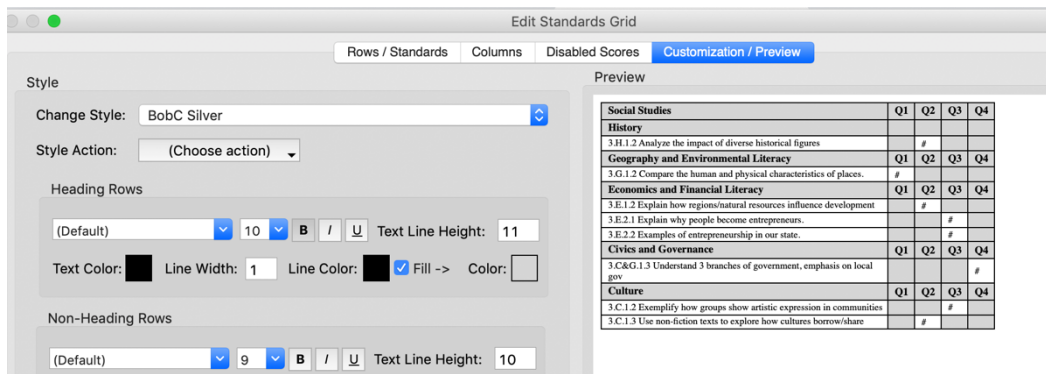 Edit Standards Grid
Rows / Standards Columns Disabled Scores Customization / Preview
Style
Change Style: BobC Silver
Style Action: (Choose action)
Heading Rows
(Default) 10 B I U Text Line Height: 11
Text Color: Line Width: 1 Line Color: Fill -> Color:
Non-Heading Rows
(Default) 9 B I U Text Line Height: 10
Preview
Social Studies Q1 Q2 Q3 Q4
History
3.H.1.2 Analyze the impact of diverse historical figures #
Geography and Environmental Literacy Q1 Q2 Q3 Q4
3.G.1.2 Compare the human and physical characteristics of places. #
Economics and Financial Literacy Q1 Q2 Q3 Q4
3.E.1.2 Explain how regions/natural resources influence development #
3.E.2.1 Explain why people become entrepreneurs. #
3.E.2.2 Examples of entrepreneurship in our state. #
Civics and Governance Q1 Q2 Q3 Q4
3.C&G.1.3 Understand 3 branches of government, emphasis on local
gov #
Culture Q1 Q2 Q3 Q4
3.C.1.2 Exemplify how groups show artistic expression in communities #
3.C.1.3 Use non-fiction texts to explore how cultures borrow/share #